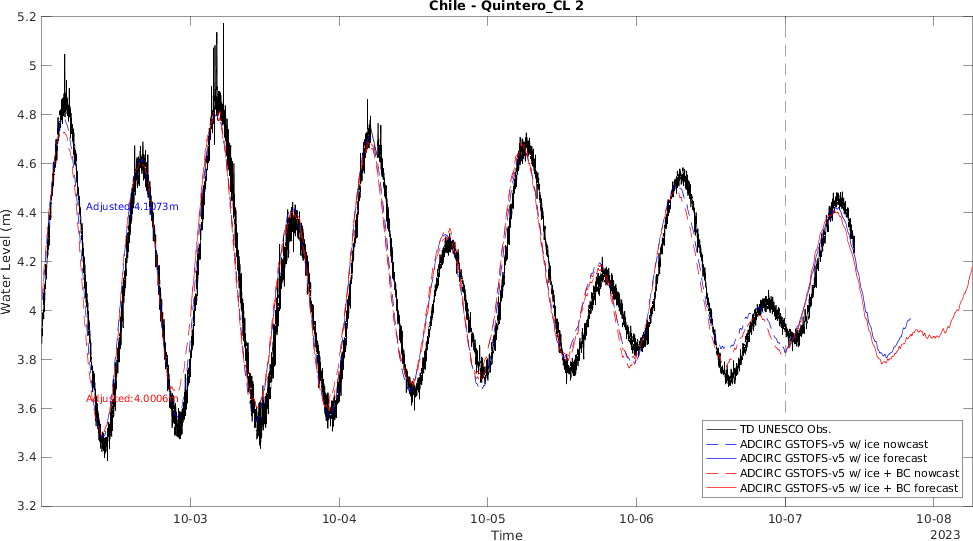 Chile - Quintero_CL 2
5.2
5
4.8
4.6
4.4
4.2
4
3.8
3.6
3.4
3.2
Water Level (m)
Adjusted:4.1073m
Adjusted:4.0006m
TD UNESCO Obs.
ADCIRC GSTOFS-v5 w/ ice nowcast
ADCIRC GSTOFS-v5 w/ ice forecast
ADCIRC GSTOFS-v5 w/ ice + BC nowcast
ADCIRC GSTOFS-v5 w/ ice + BC forecast
10-03 10-04 10-05 10-06 10-07 10-08
Time 2023